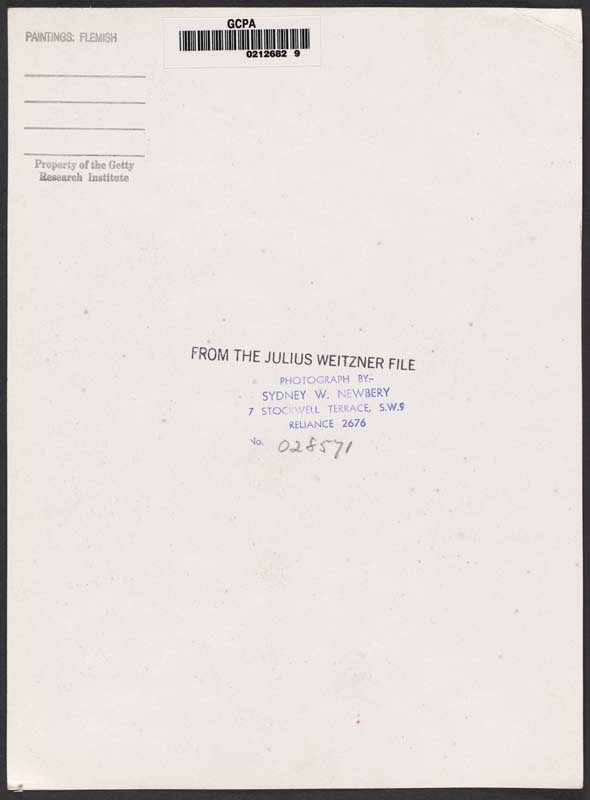 PAINTINGS: FLEMISH
GCPA
0212682 9
Property of the Getty
Research Institute
FROM THE JULIUS WEITZNER FILE
PHOTOGRAPH BY:-
SYDNEY W. NEWBERY
7 STOCKWELL TERRACE, S.W.9
RELIANCE 2676
No. 028571